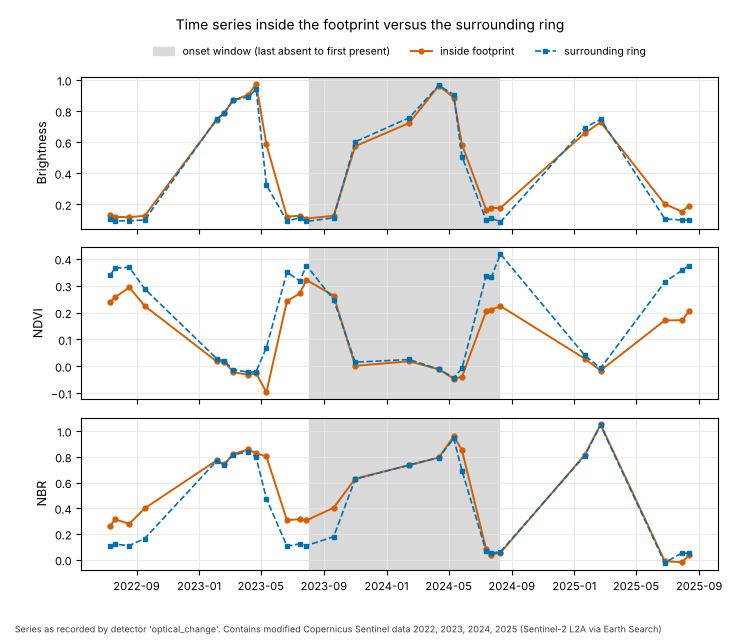 Time series inside the footprint versus the surrounding ring
onset window (last absent to first present) inside footprint surrounding ring
Brightness
1.0
0.8
0.6
0.4
0.2
NDVI
0.4
0.3
0.2
0.1
0.0
−0.1
NBR
1.0
0.8
0.6
0.4
0.2
0.0
2022-09 2023-01 2023-05 2023-09 2024-01 2024-05 2024-09 2025-01 2025-05 2025-09
Series as recorded by detector 'optical_change'. Contains modified Copernicus Sentinel data 2022, 2023, 2024, 2025 (Sentinel-2 L2A via Earth Search)